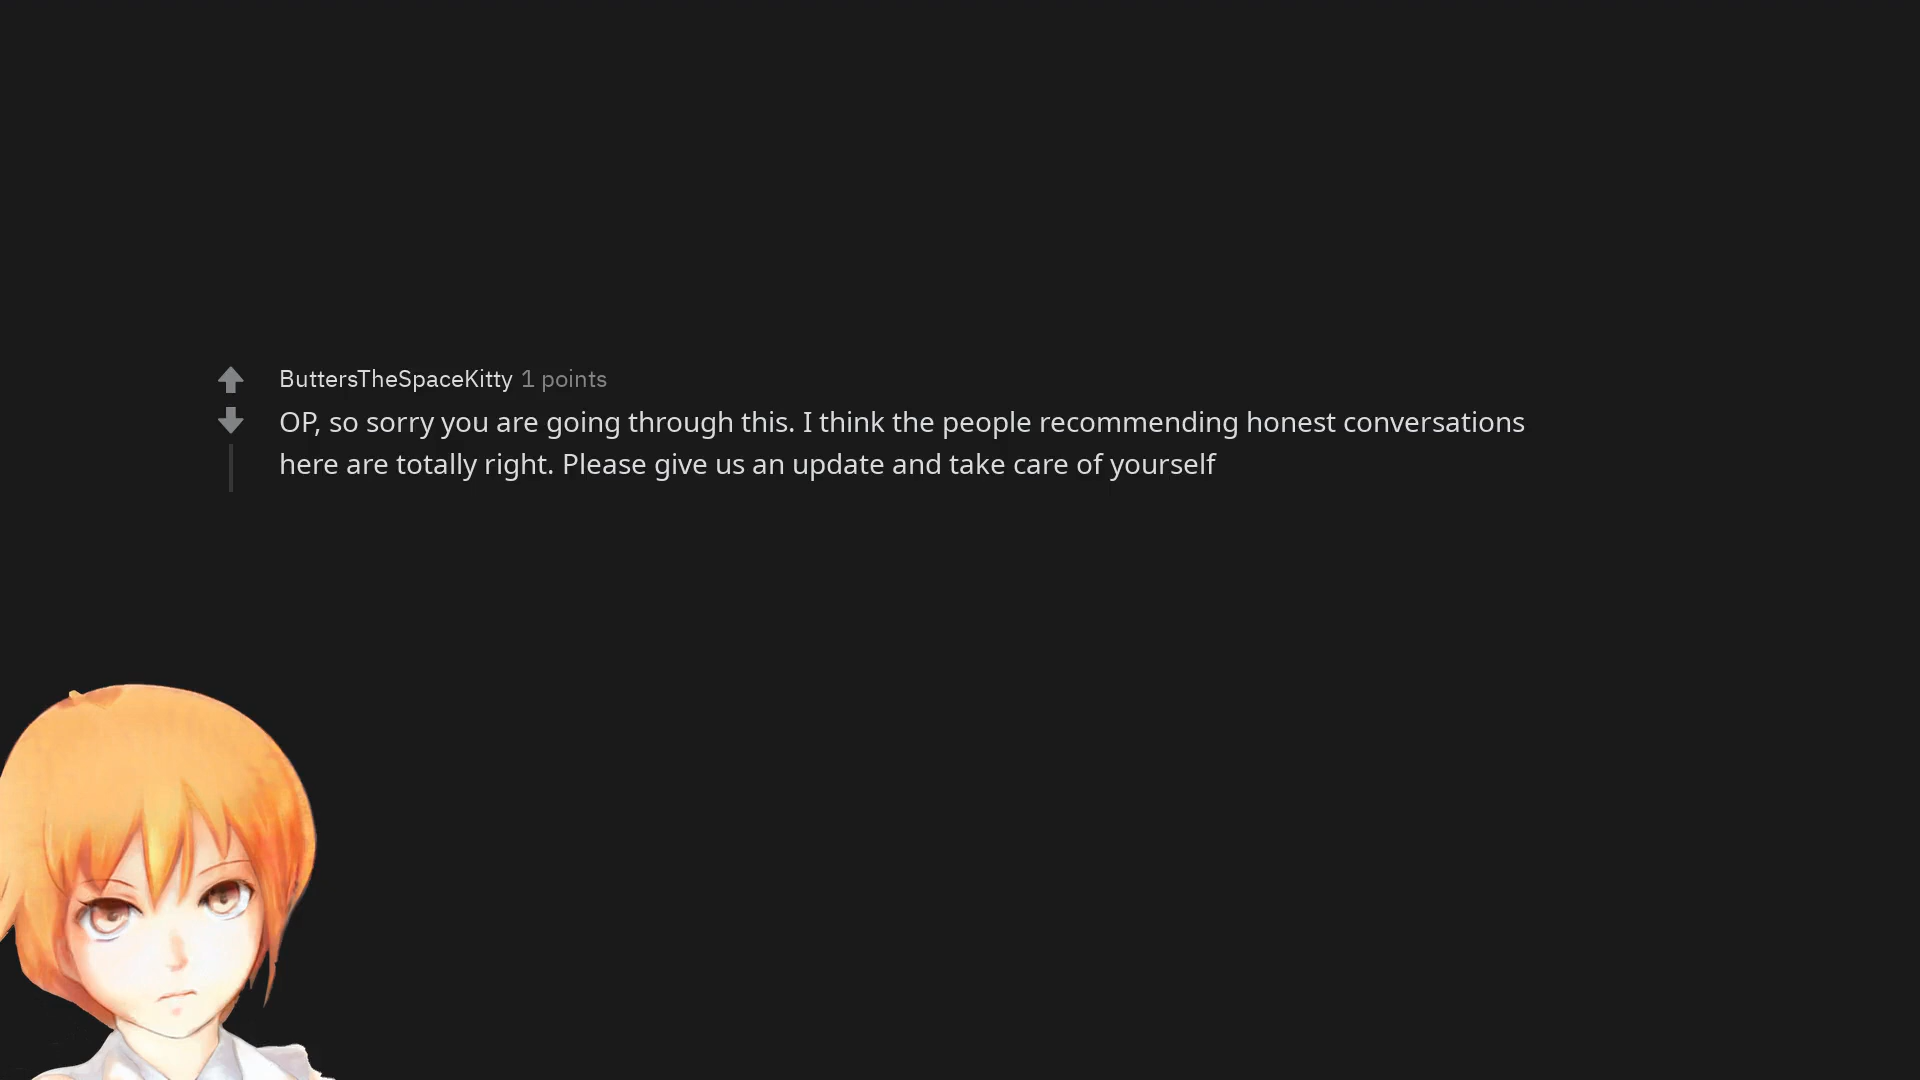 ButtersTheSpaceKitty 1 points
OP, so sorry you are going through this. I think the people recommending honest conversations
here are totally right. Please give us an update and take care of yourself